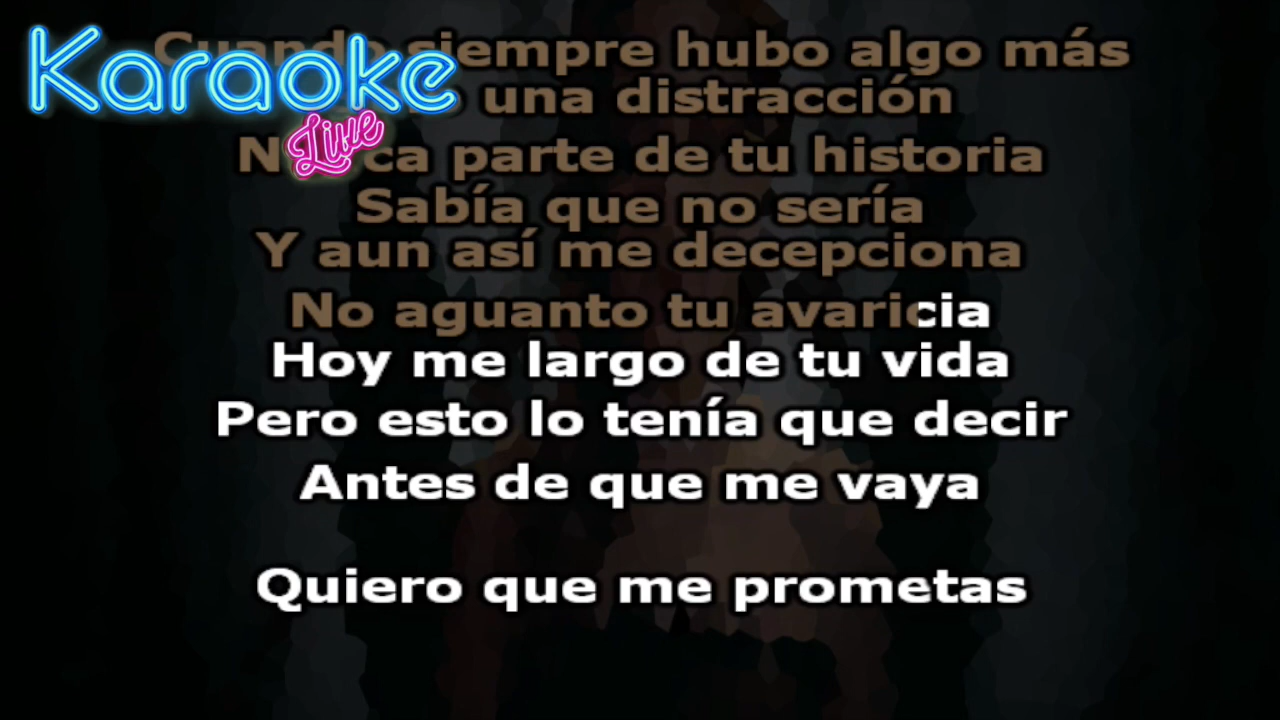 Karaoke
Live
siempre hubo algo más
una distracción
parte de tu historia
Sabía que no sería
Y aun así me decepciona
No aguanto tu avaricia
Hoy me largo de tu vida
Pero esto lo tenía que decir
Antes de que me vaya
Quiero que me prometas